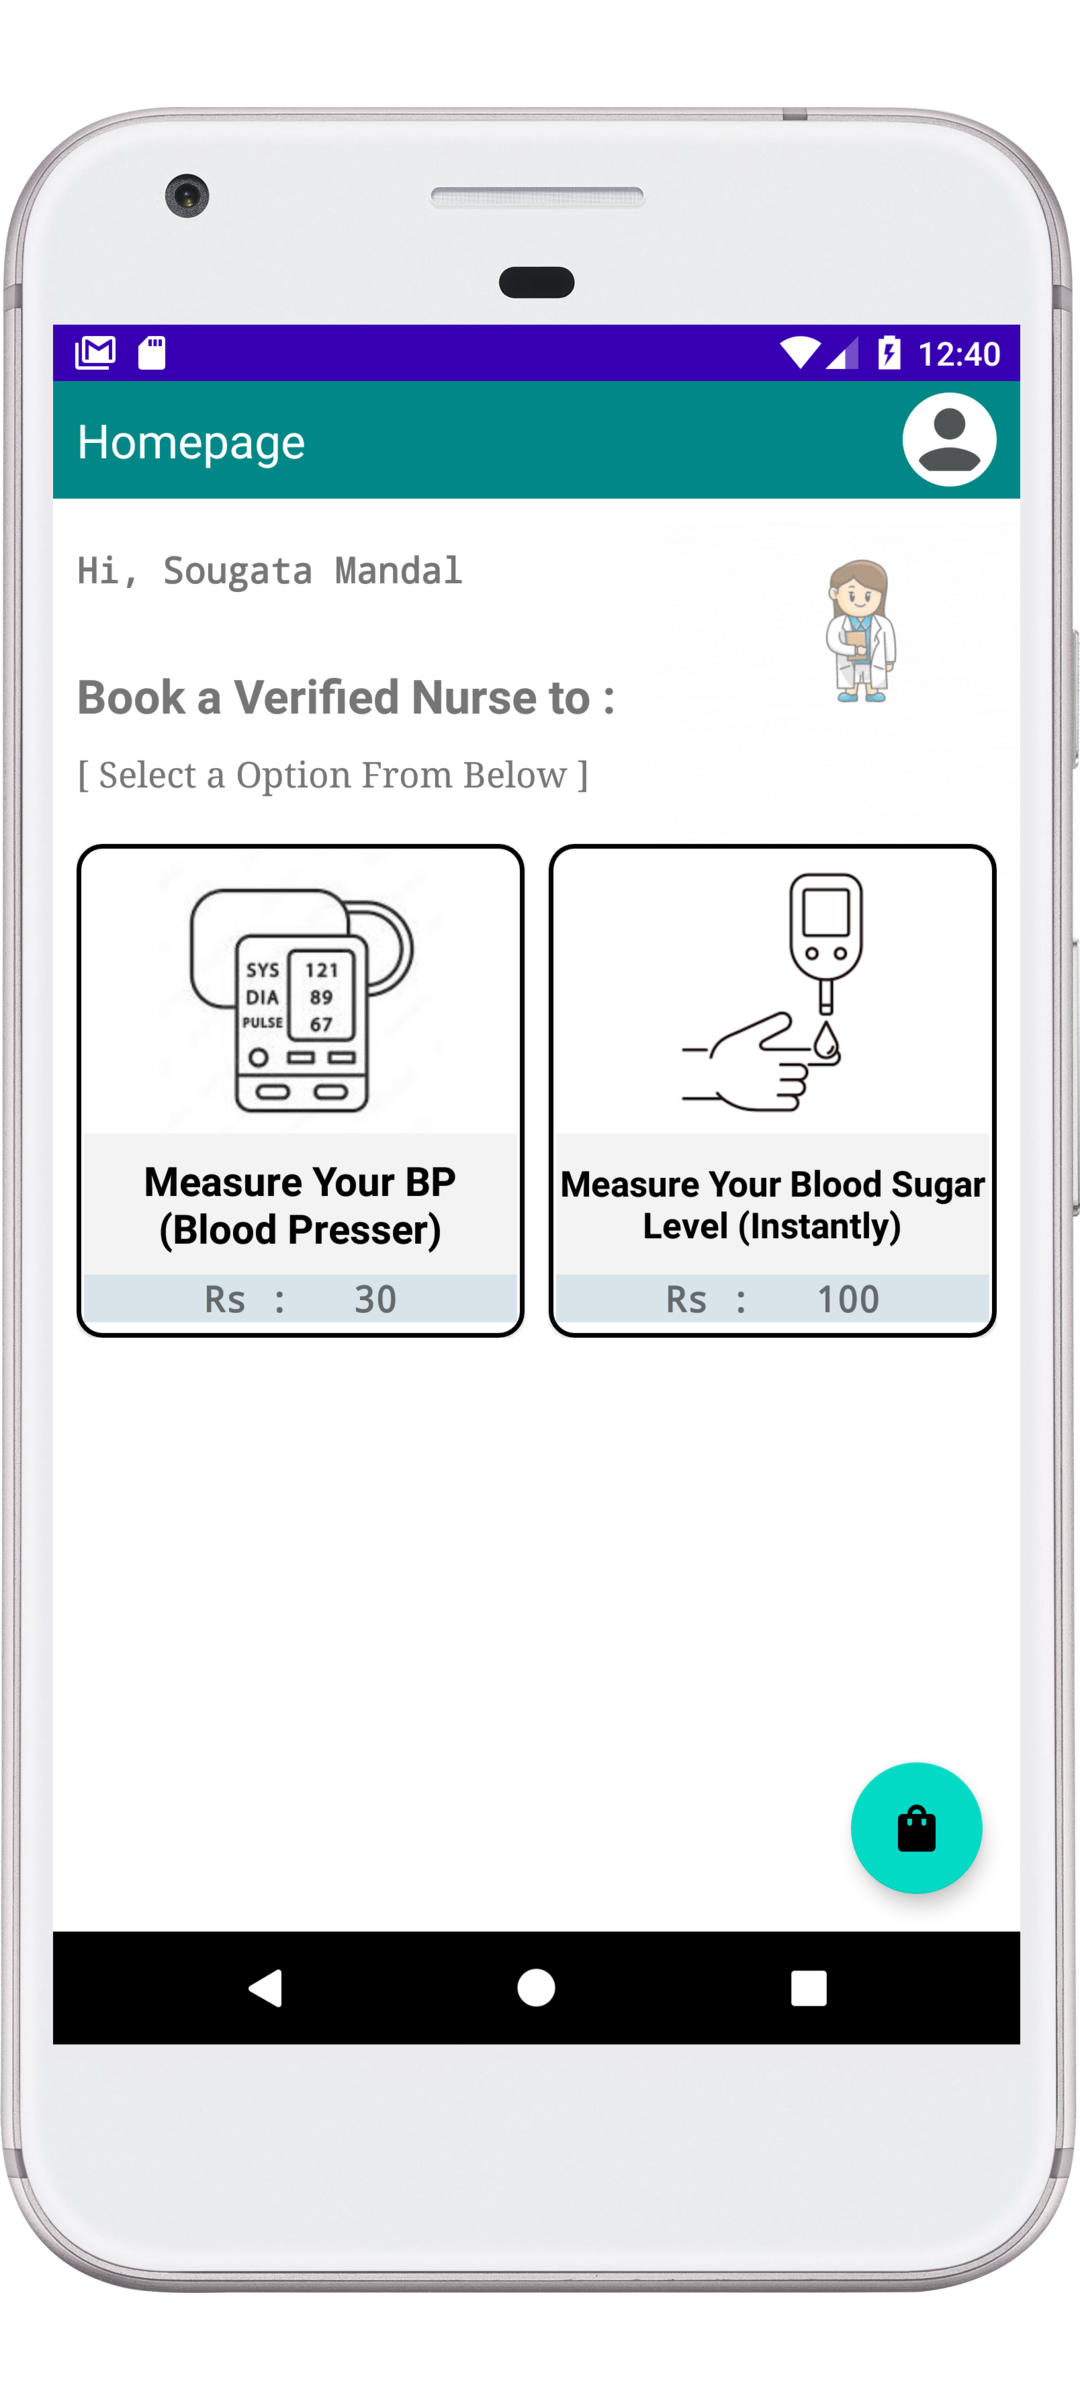 12:40
Homepage
Hi, Sougata Mandal
Book a Verified Nurse to :
[ Select a Option From Below ]
SYS 121
DIA 89
PULSE 67
Measure Your BP
(Blood Presser)
Rs : 30
Measure Your Blood Sugar
Level (Instantly)
Rs : 100